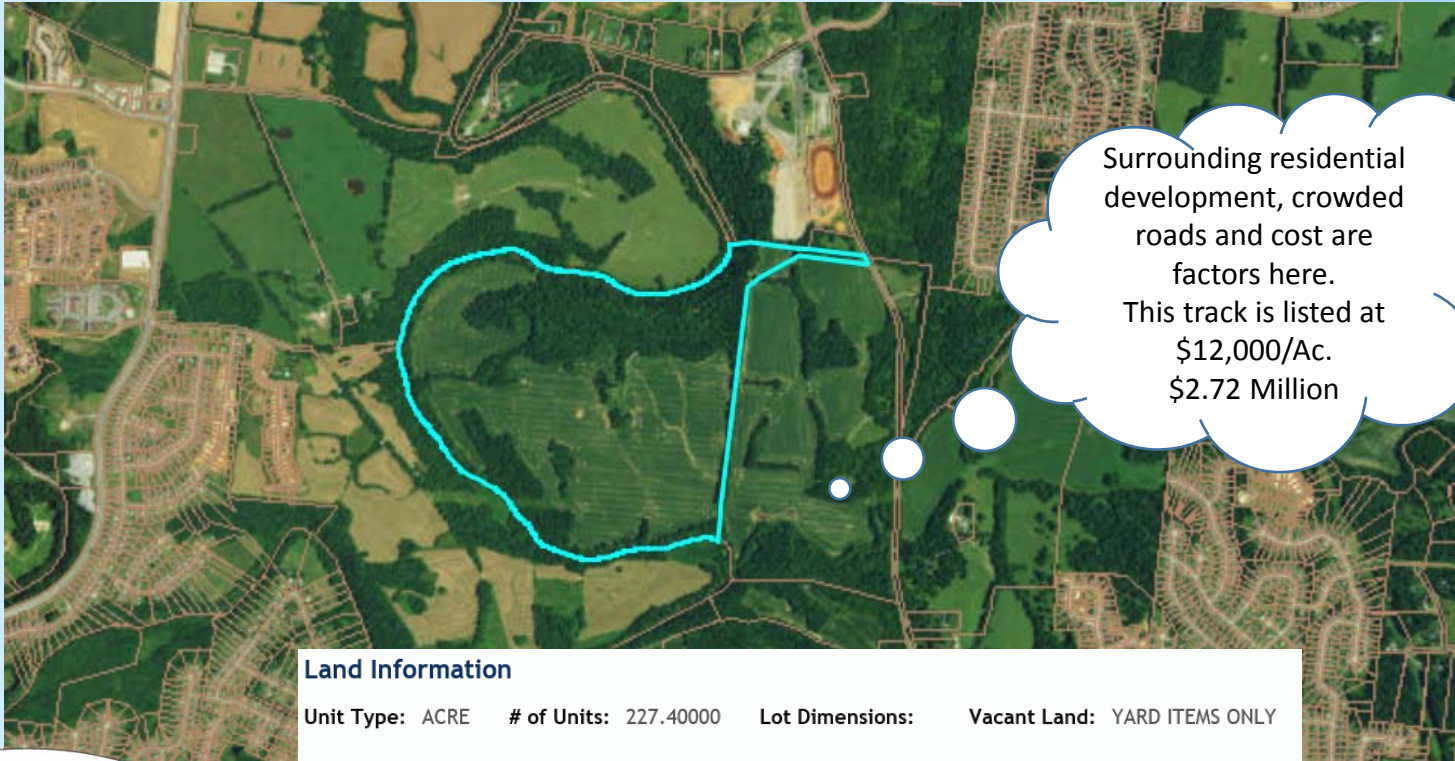 Surrounding residential
development, crowded
roads and cost are
factors here.
This track is listed at
$12,000/Ac.
$2.72 Million
Land Information
Unit Type: ACRE # of Units: 227.40000 Lot Dimensions: Vacant Land: YARD ITEMS ONLY